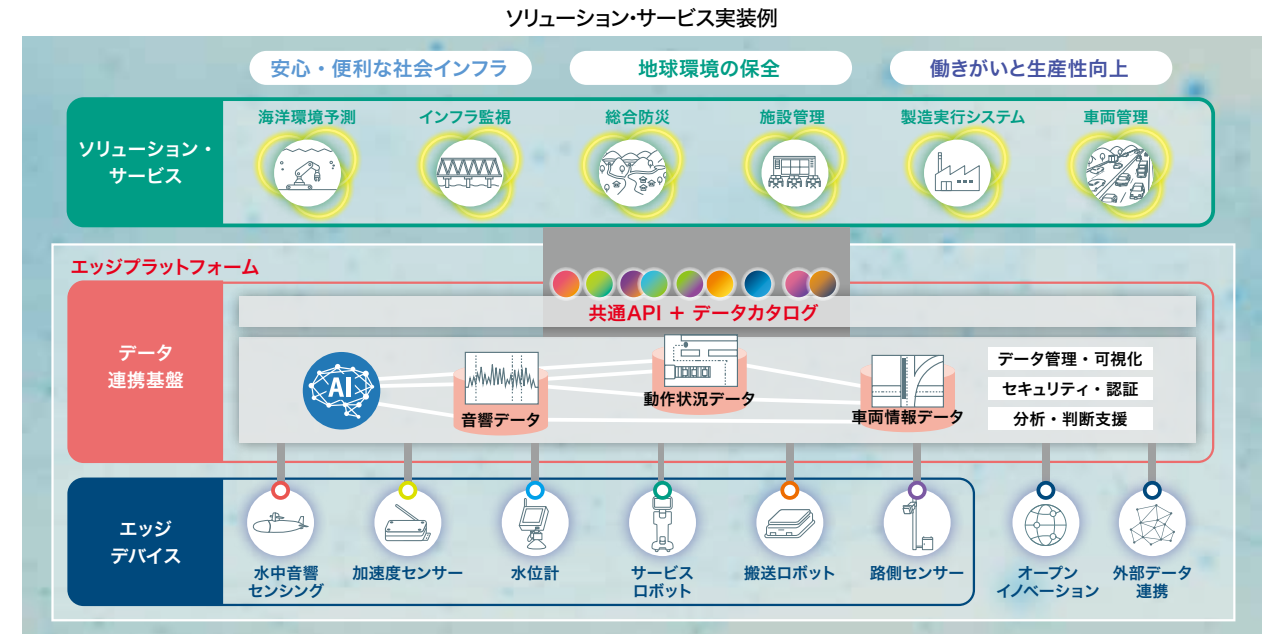 ソリューション・サービス実装例
安心・便利な社会インフラ
地球環境の保全
働きがいと生産性向上
ソリューション・
サービス
海洋環境予測
インフラ監視
総合防災
施設管理
製造実行システム
車両管理
エッジプラットフォーム
共通API ＋ データカタログ
データ
連携基盤
AI
音響データ
動作状況データ
車両情報データ
データ管理・可視化
セキュリティ・認証
分析・判断支援
エッジ
デバイス
水中音響
センシング
加速度センサー
水位計
サービス
ロボット
搬送ロボット
路側センサー
オープン
イノベーション
外部データ
連携